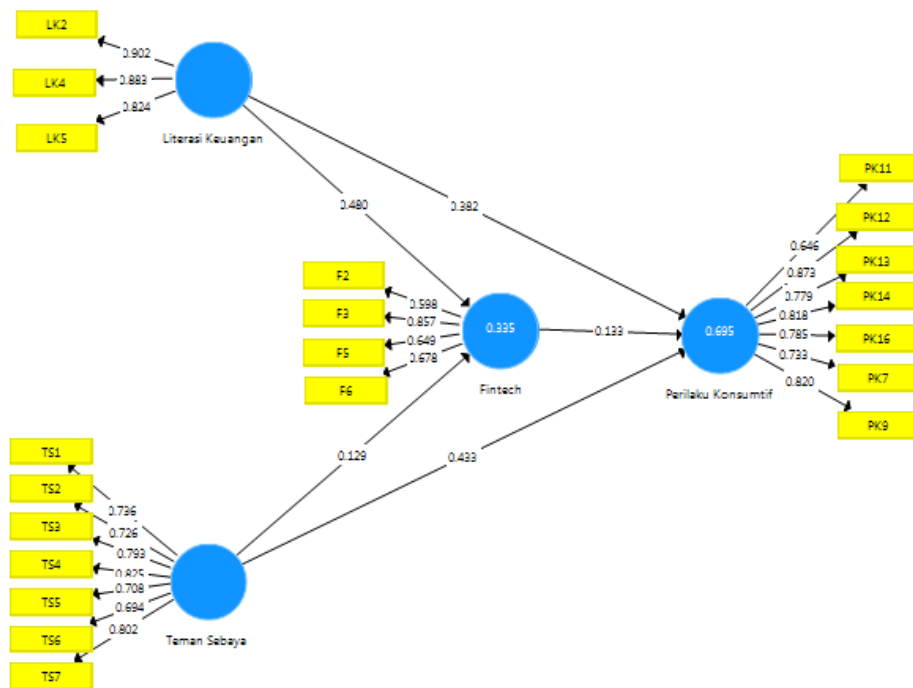 LK2
0.902
LK4
0.883
LK5
0.824
Literasi Keuangan
0.480
0.382
F2
0.598
F3
0.857
F5
0.649
F6
0.678
0.335
Fintech
0.133
0.695
Perilaku Konsumtif
PK11
0.646
PK12
0.873
PK13
0.779
PK14
0.818
PK16
0.785
PK7
0.733
PK9
0.820
0.129
0.433
TS1
0.736
TS2
0.726
TS3
0.793
TS4
0.825
TS5
0.708
TS6
0.694
TS7
0.802
Teman Sebaya